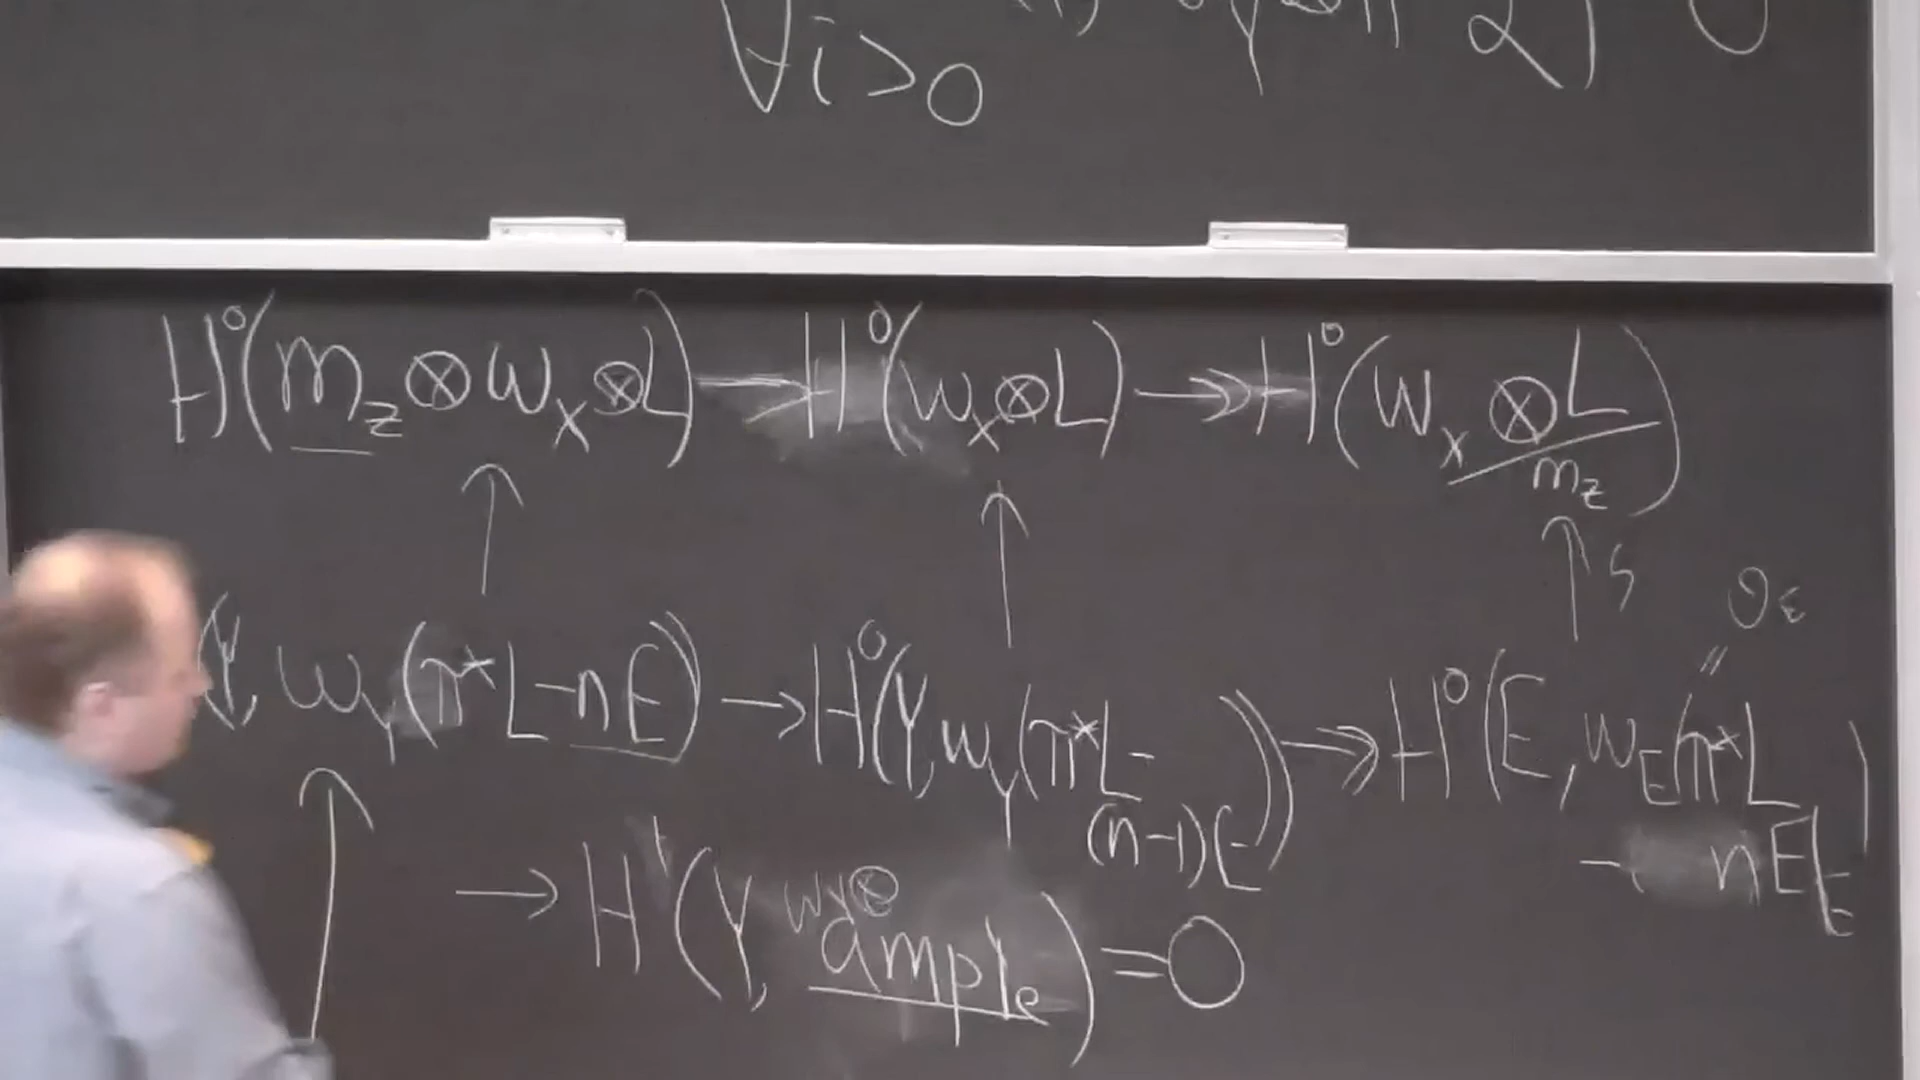 ∀i>0
H⁰(m_z⊗ω_X⊗L) → H⁰(ω_X⊗L) ↠ H⁰(ω_X⊗L/m_z)
↑ ↑ ↑ S
𝒪_E
"
Y, ω_Y(π*L-nE)) → H⁰(Y, ω_Y(π*L-(n-1)E)) ↠ H⁰(E, ω_E(π*L-nE|_E)
↑ → H¹(Y, ω_Y⊗ample) = 0